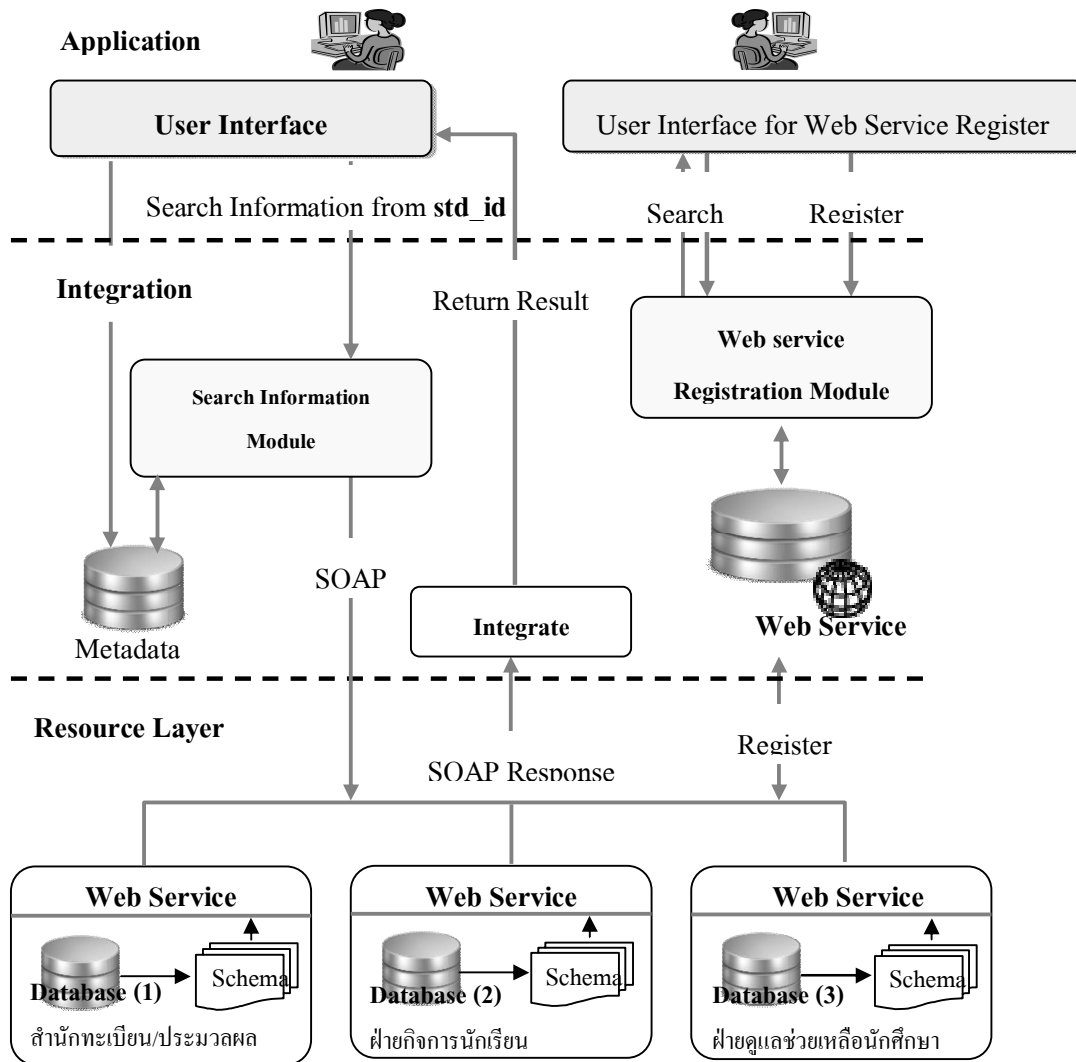 Application
User Interface
User Interface for Web Service Register
Search Information from std_id
Search
Register
Integration
Return Result
Web service
Registration Module
Search Information
Module
SOAP
Integrate
Metadata
Web Service
Resource Layer
Register
SOAP Response
Web Service
Web Service
Web Service
Schema
Schema
Schema
Database (1)
Database (2)
Database (3)
สำนักทะเบียน/ประมวลผล
ฝ่ายกิจการนักเรียน
ฝ่ายดูแลช่วยเหลือนักศึกษา